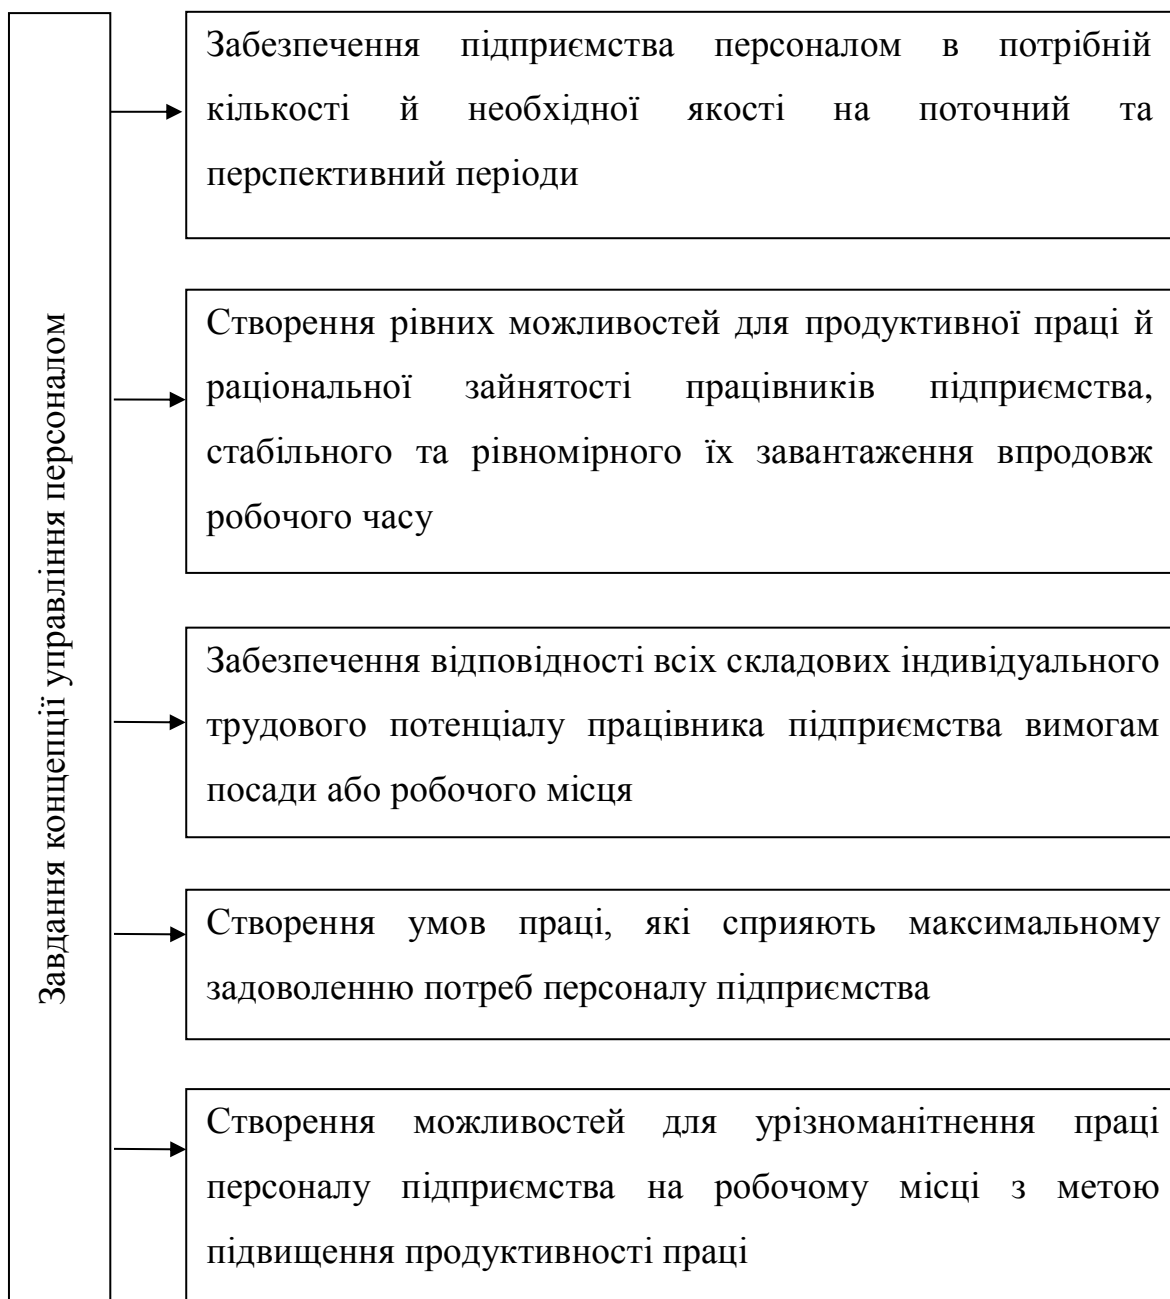 Завдання концепції управління персоналом
Забезпечення підприємства персоналом в потрібній
кількості й необхідної якості на поточний та
перспективний періоди
Створення рівних можливостей для продуктивної праці й
раціональної зайнятості працівників підприємства,
стабільного та рівномірного їх завантаження впродовж
робочого часу
Забезпечення відповідності всіх складових індивідуального
трудового потенціалу працівника підприємства вимогам
посади або робочого місця
Створення умов праці, які сприяють максимальному
задоволенню потреб персоналу підприємства
Створення можливостей для урізноманітнення праці
персоналу підприємства на робочому місці з метою
підвищення продуктивності праці